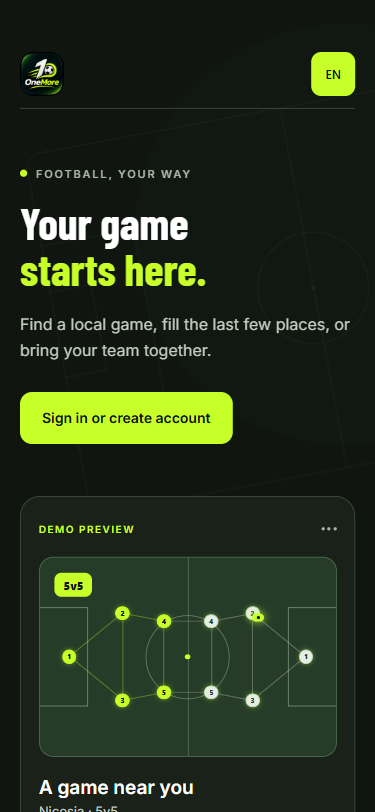 OneMore
EN
FOOTBALL, YOUR WAY
Your game
starts here.
Find a local game, fill the last few places, or
bring your team together.
Sign in or create account
DEMO PREVIEW
5v5
2
4
4
2
1
1
3
5
5
3
A game near you
Nicosia · 5v5